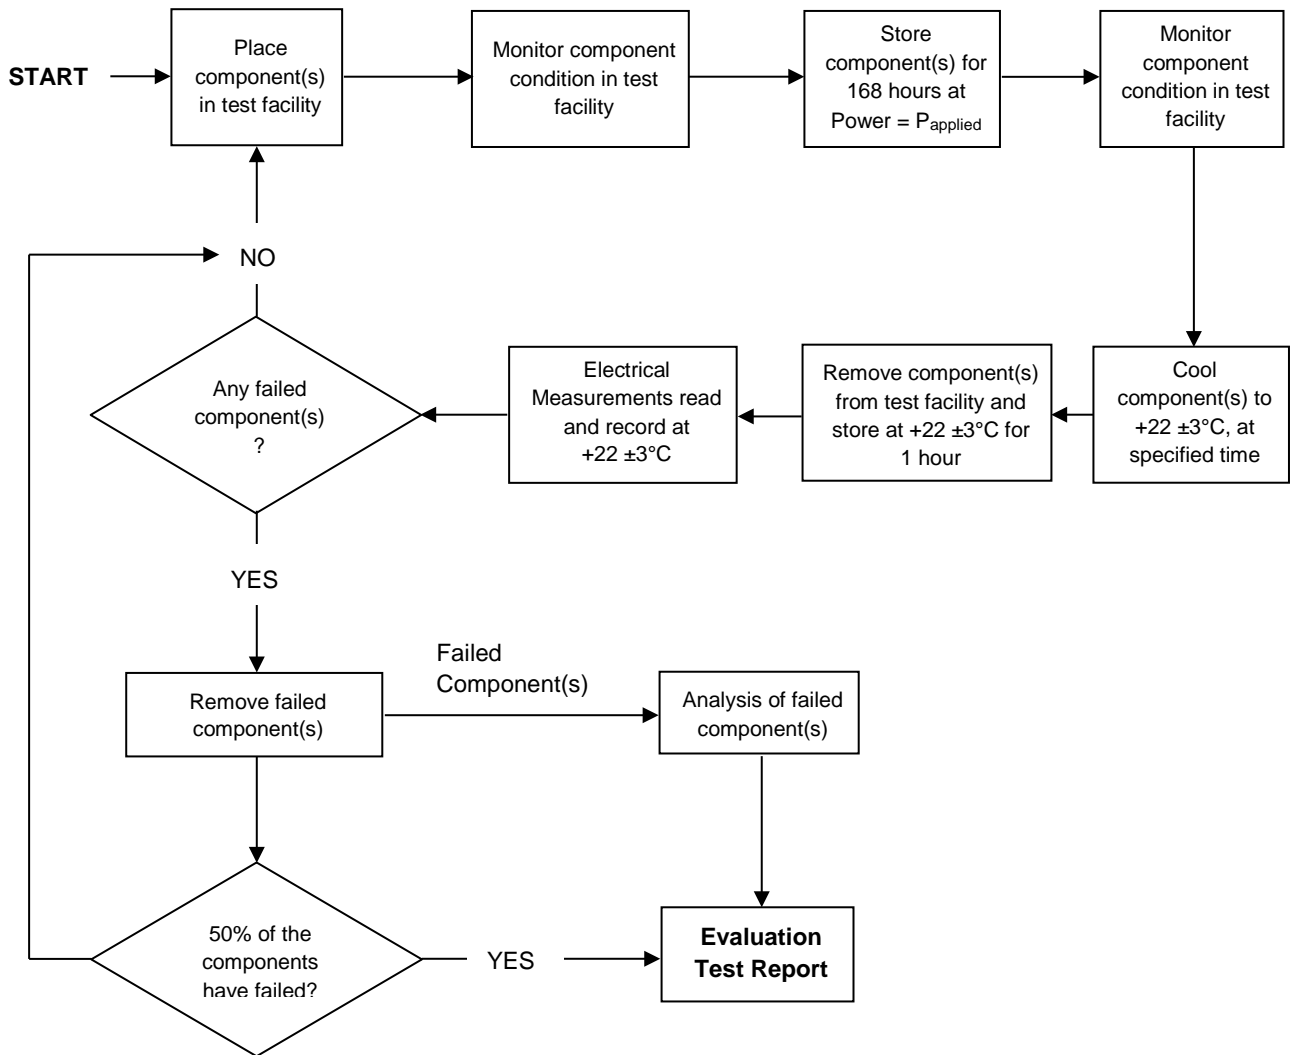 START
Place
component(s)
in test facility
Monitor component
condition in test
facility
Store
component(s) for
168 hours at
Power = Papplied
Monitor
component
condition in test
facility
NO
Any failed
component(s)
?
Electrical
Measurements read
and record at
+22 ±3°C
Remove component(s)
from test facility and
store at +22 ±3°C for
1 hour
Cool
component(s) to
+22 ±3°C, at
specified time
YES
Remove failed
component(s)
Failed
Component(s)
Analysis of failed
component(s)
50% of the
components
have failed?
YES
Evaluation
Test Report